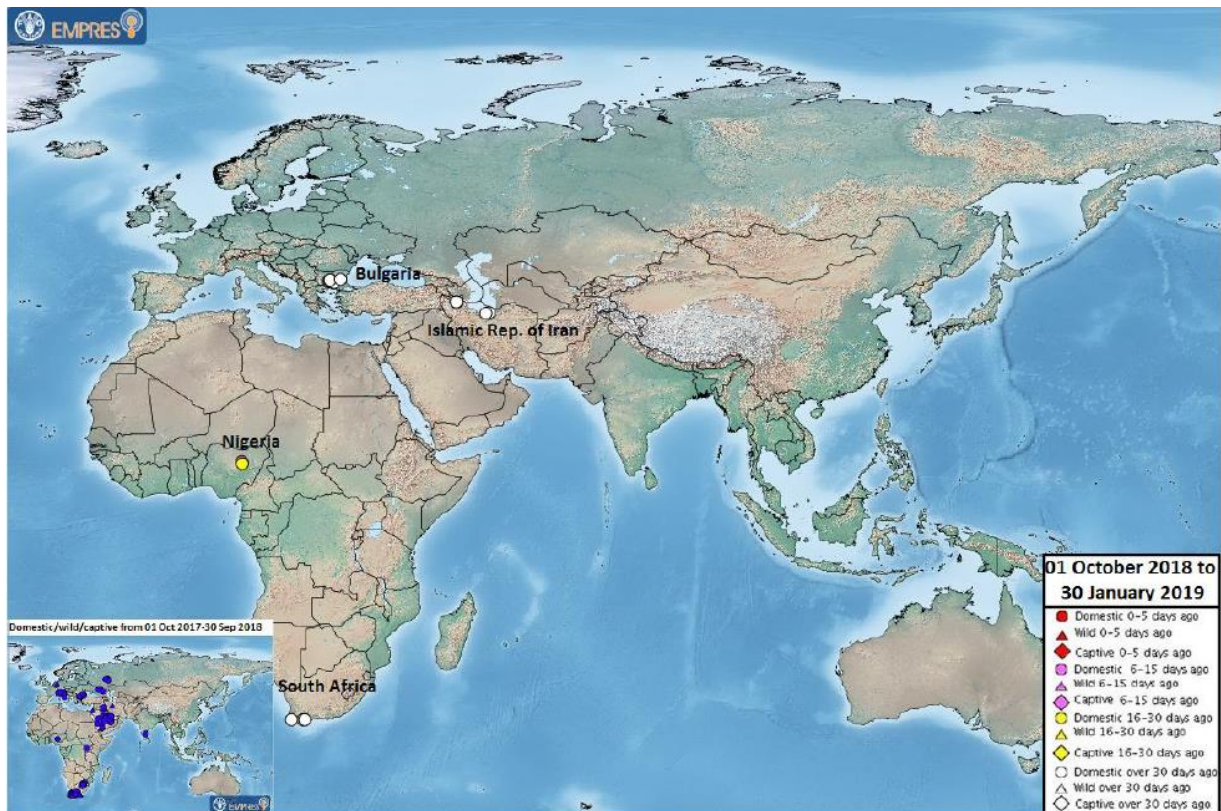 EMPRES
Bulgaria
Islamic Rep. of Iran
Nigeria
South Africa
Domestic/wild/captive from 01 Oct 2017-30 Sep 2018
EMPRES
01 October 2018 to
30 January 2019
Domestic 0-5 days ago
Wild 0-5 days ago
Captive 0-5 days ago
Domestic 6-15 days ago
Wild 6-15 days ago
Captive 6-15 days ago
Domestic 16-30 days ago
Wild 16-30 days ago
Captive 16-30 days ago
Domestic over 30 days ago
Wild over 30 days ago
Captive over 30 days ago